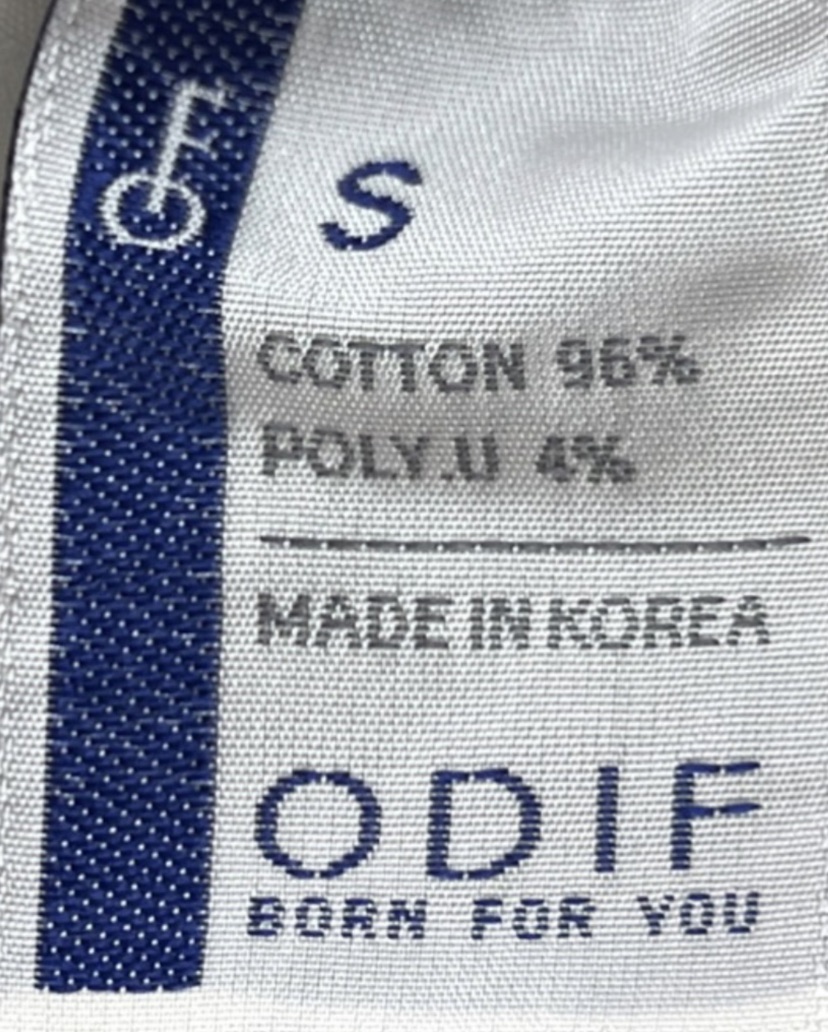 S
COTTON 96%
POLY.U 4%
MADE IN KOREA
ODIF
BORN FOR YOU